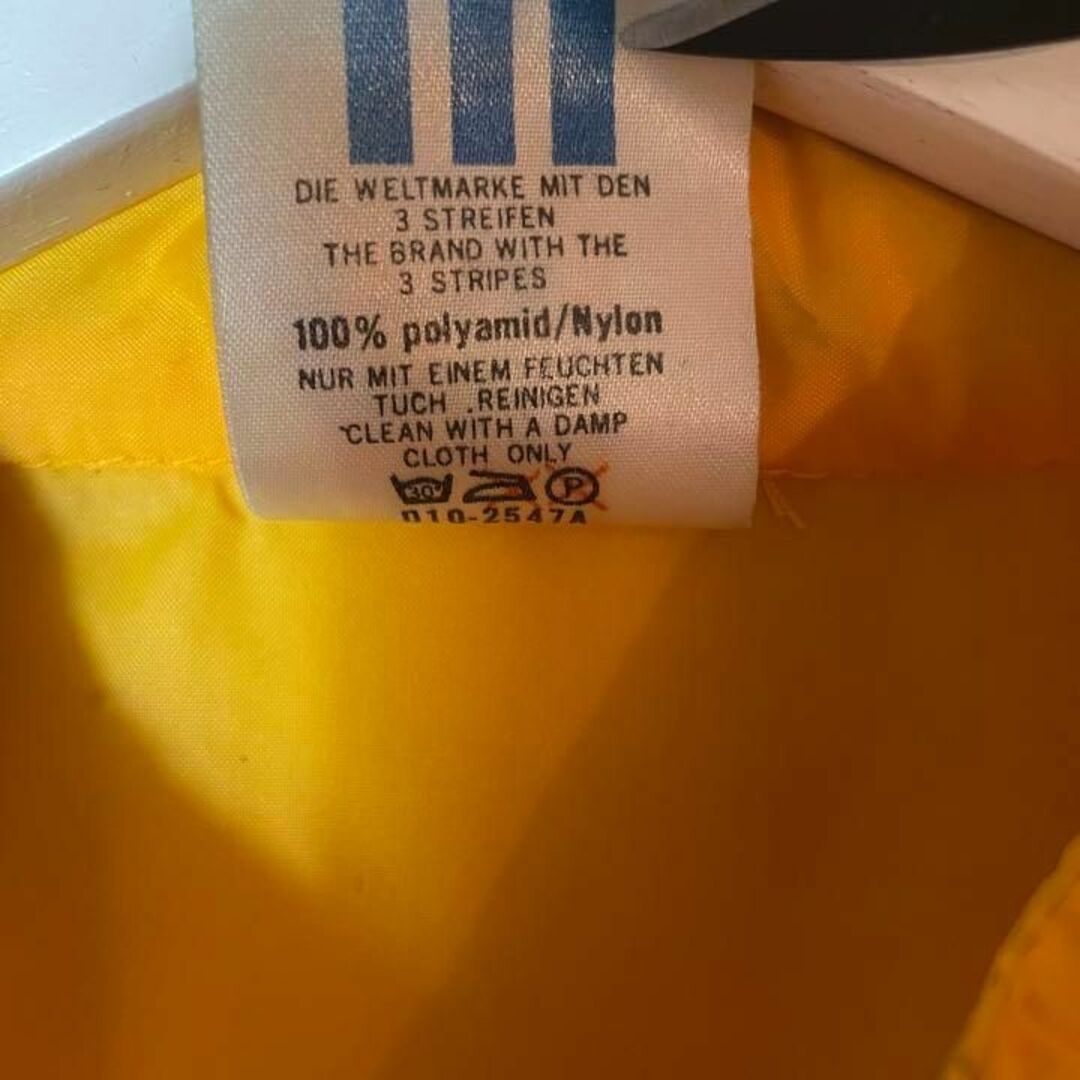 DIE WELTMARKE MIT DEN
3 STREIFEN
THE BRAND WITH THE
3 STRIPES
100% polyamid/Nylon
NUR MIT EINEM FEUCHTEN
TUCH REINIGEN
CLEAN WITH A DAMP
CLOTH ONLY
30° P
010-2547A